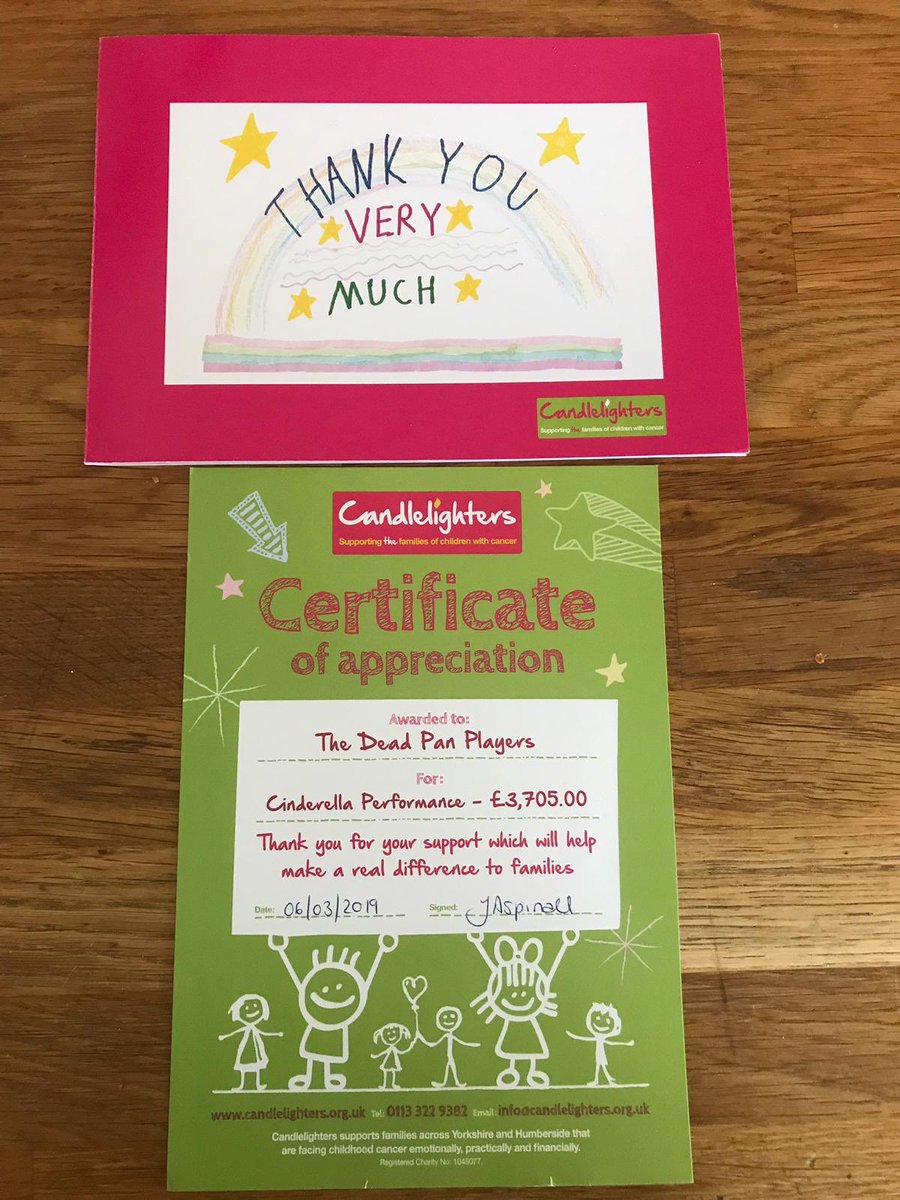 THANK YOU
VERY
MUCH
Candlelighters
Supporting the families of children with cancer
Candlelighters
Supporting the families of children with cancer
Certificate
of appreciation
Awarded to:
The Dead Pan Players
For:
Cinderella Performance - £3,705.00
Thank you for your support which will help
make a real difference to families
Date: 06/03/2019 Signed: JAspinall
www.candlelighters.org.uk Tel: 0113 322 9382 Email: info@candlelighters.org.uk
Candlelighters supports families across Yorkshire and Humberside that
are facing childhood cancer emotionally, practically and financially.
Registered Charity No: 1045077